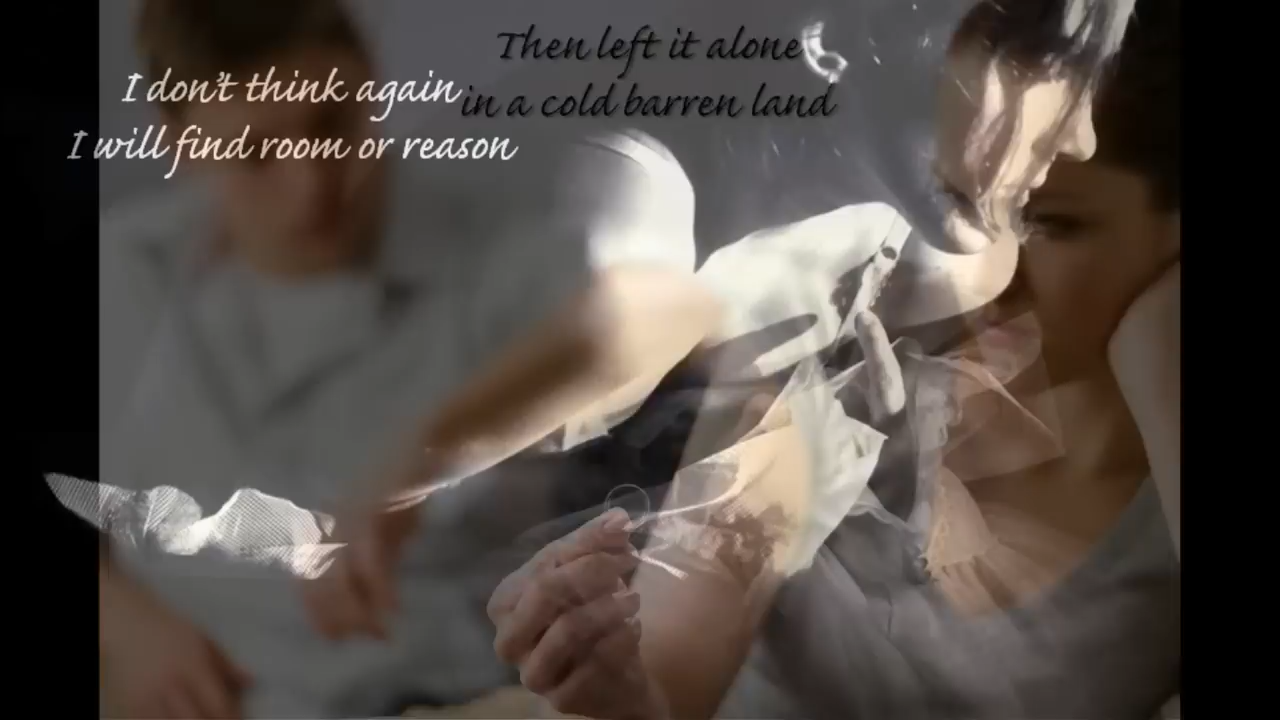 Then left it alone
in a cold barren land
I don't think again
I will find room or reason